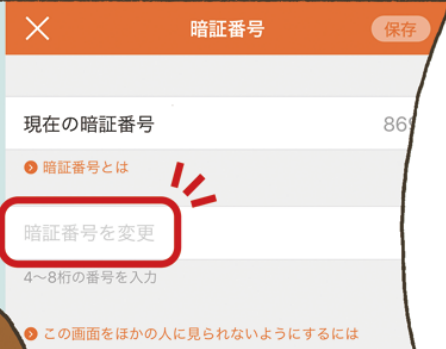 暗証番号
保存
現在の暗証番号
869
暗証番号とは
暗証番号を変更
4〜8桁の番号を入力
この画面をほかの人に見られないようにするには